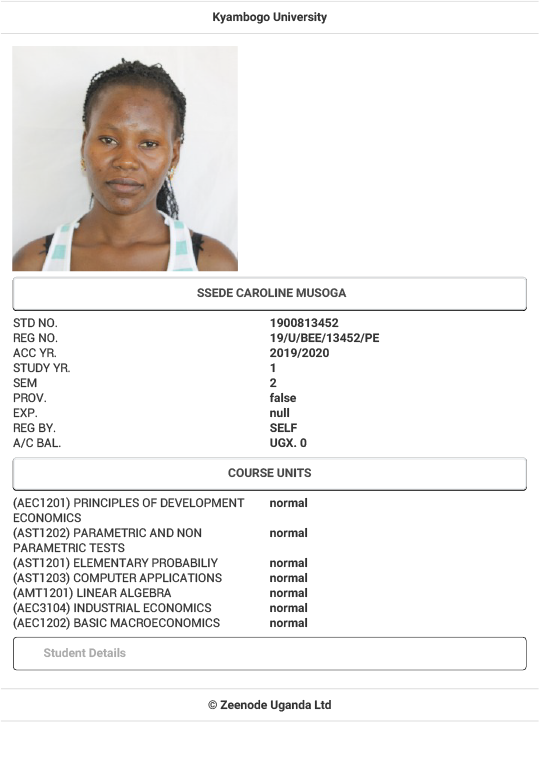 Kyambogo University
SSEDE CAROLINE MUSOGA
STD NO. 1900813452
REG NO. 19/U/BEE/13452/PE
ACC YR. 2019/2020
STUDY YR. 1
SEM 2
PROV. false
EXP. null
REG BY. SELF
A/C BAL. UGX. 0
COURSE UNITS
(AEC1201) PRINCIPLES OF DEVELOPMENT normal
ECONOMICS
(AST1202) PARAMETRIC AND NON normal
PARAMETRIC TESTS
(AST1201) ELEMENTARY PROBABILIY normal
(AST1203) COMPUTER APPLICATIONS normal
(AMT1201) LINEAR ALGEBRA normal
(AEC3104) INDUSTRIAL ECONOMICS normal
(AEC1202) BASIC MACROECONOMICS normal
Student Details
© Zeenode Uganda Ltd